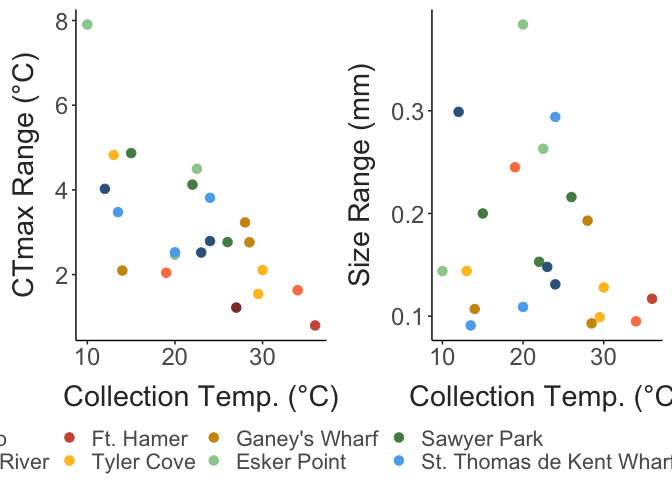 CTmax Range (°C)
8
6
4
2
10 20 30
Collection Temp. (°C)
Size Range (mm)
0.3
0.2
0.1
10 20 30
Collection Temp. (°C
o Ft. Hamer Ganey's Wharf Sawyer Park
River Tyler Cove Esker Point St. Thomas de Kent Wharf